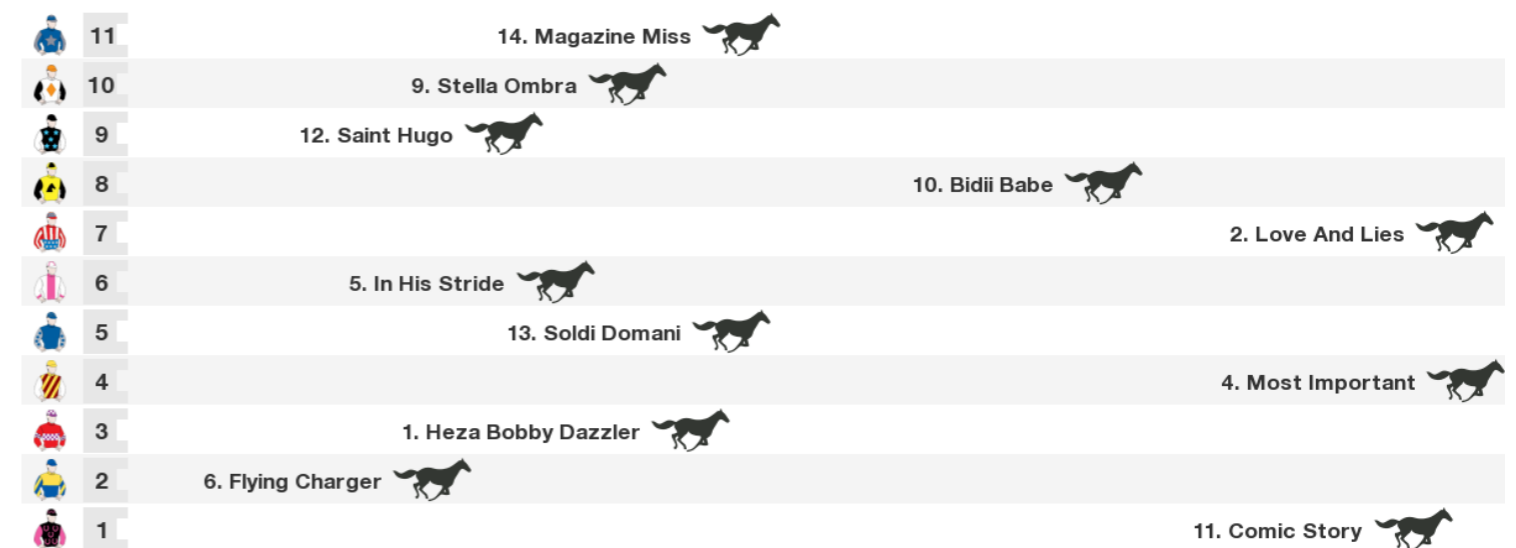 11 14. Magazine Miss
10 9. Stella Ombra
9 12. Saint Hugo
8 10. Bidii Babe
7 2. Love And Lies
6 5. In His Stride
5 13. Soldi Domani
4 4. Most Important
3 1. Heza Bobby Dazzler
2 6. Flying Charger
1 11. Comic Story